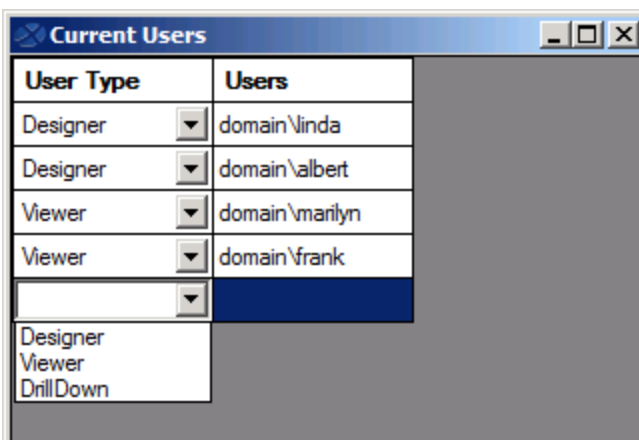 Current Users
User Type Users
Designer domain\linda
Designer domain\albert
Viewer domain\marilyn
Viewer domain\frank
Designer
Viewer
DrillDown